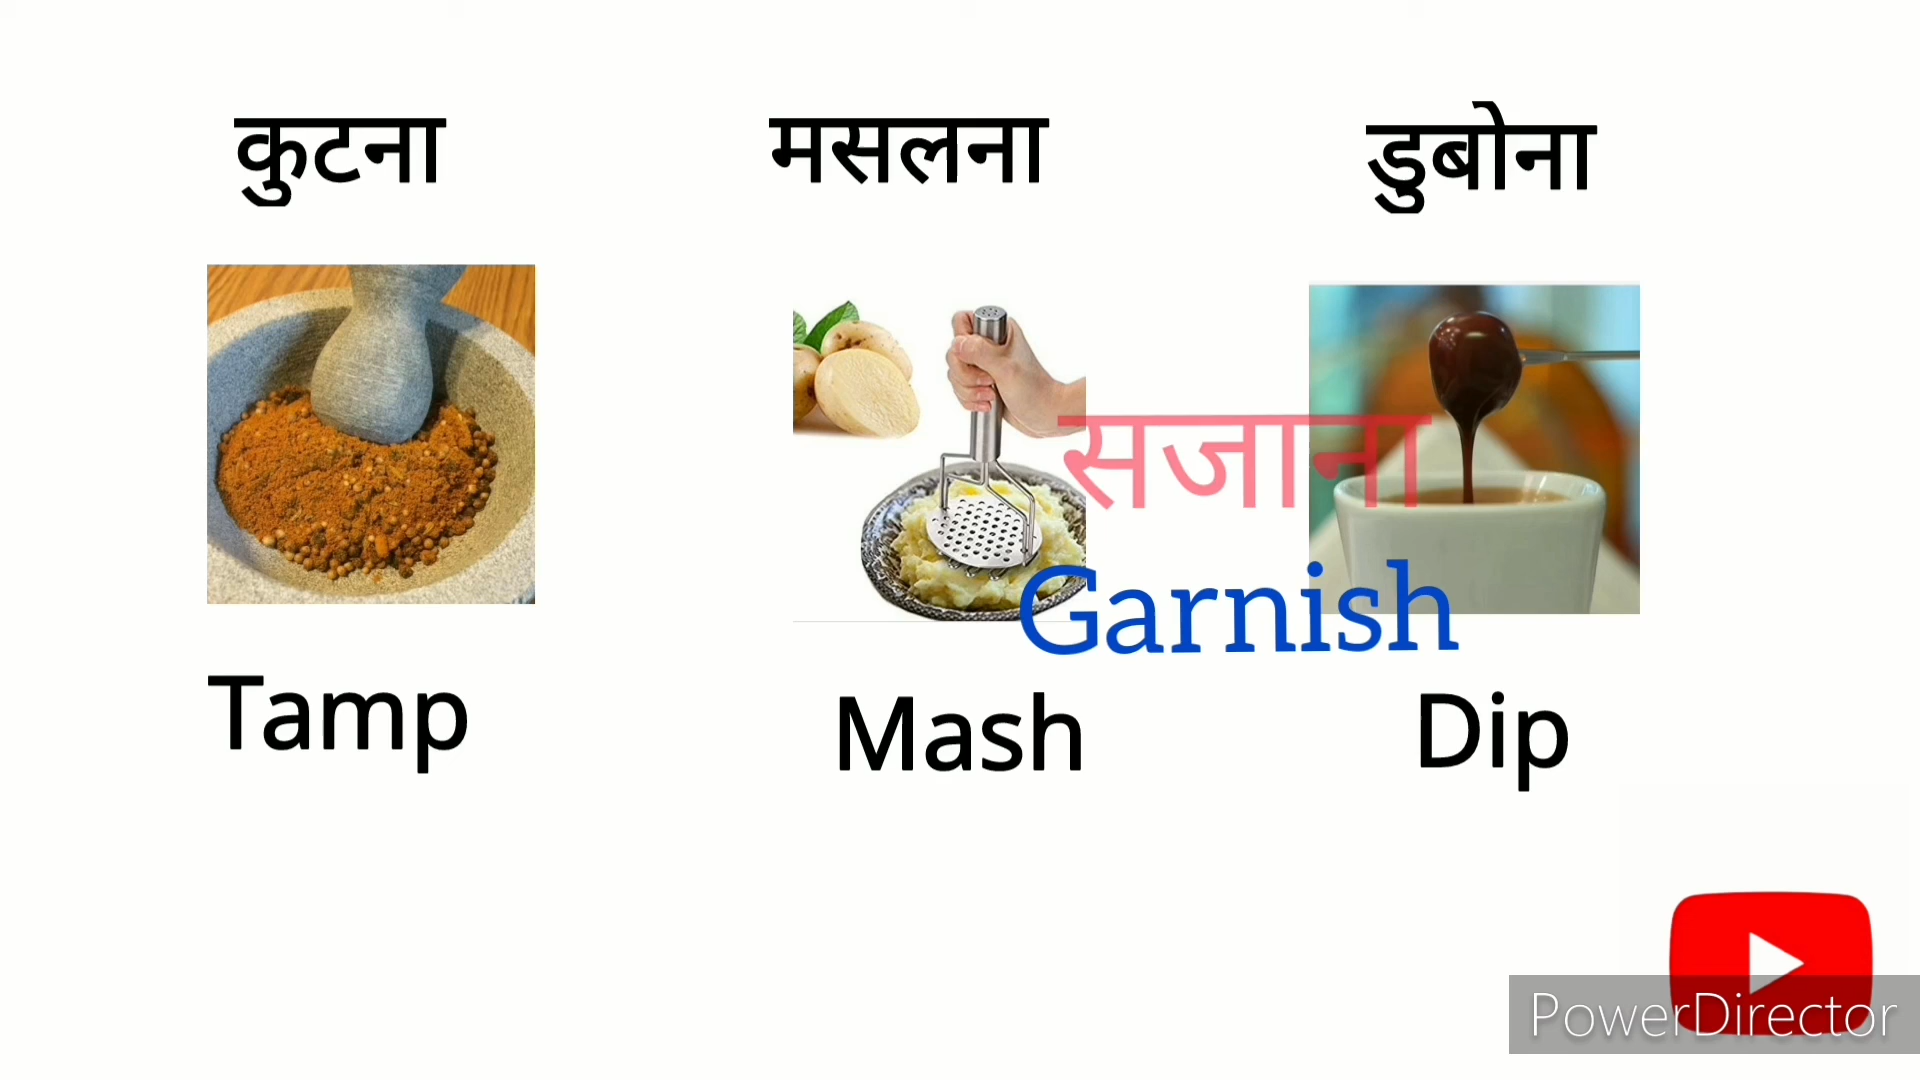 कुटना
मसलना
डुबोना
सजाना
Garnish
Tamp
Mash
Dip
PowerDirector